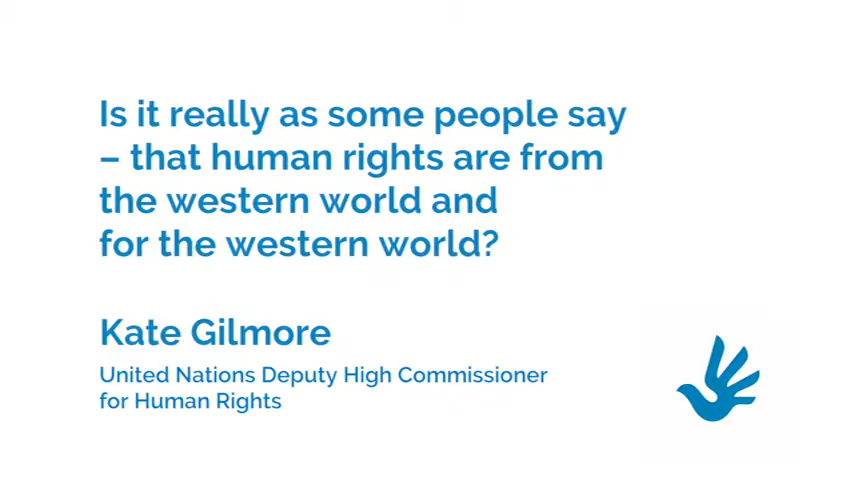 Is it really as some people say
– that human rights are from
the western world and
for the western world?
Kate Gilmore
United Nations Deputy High Commissioner
for Human Rights